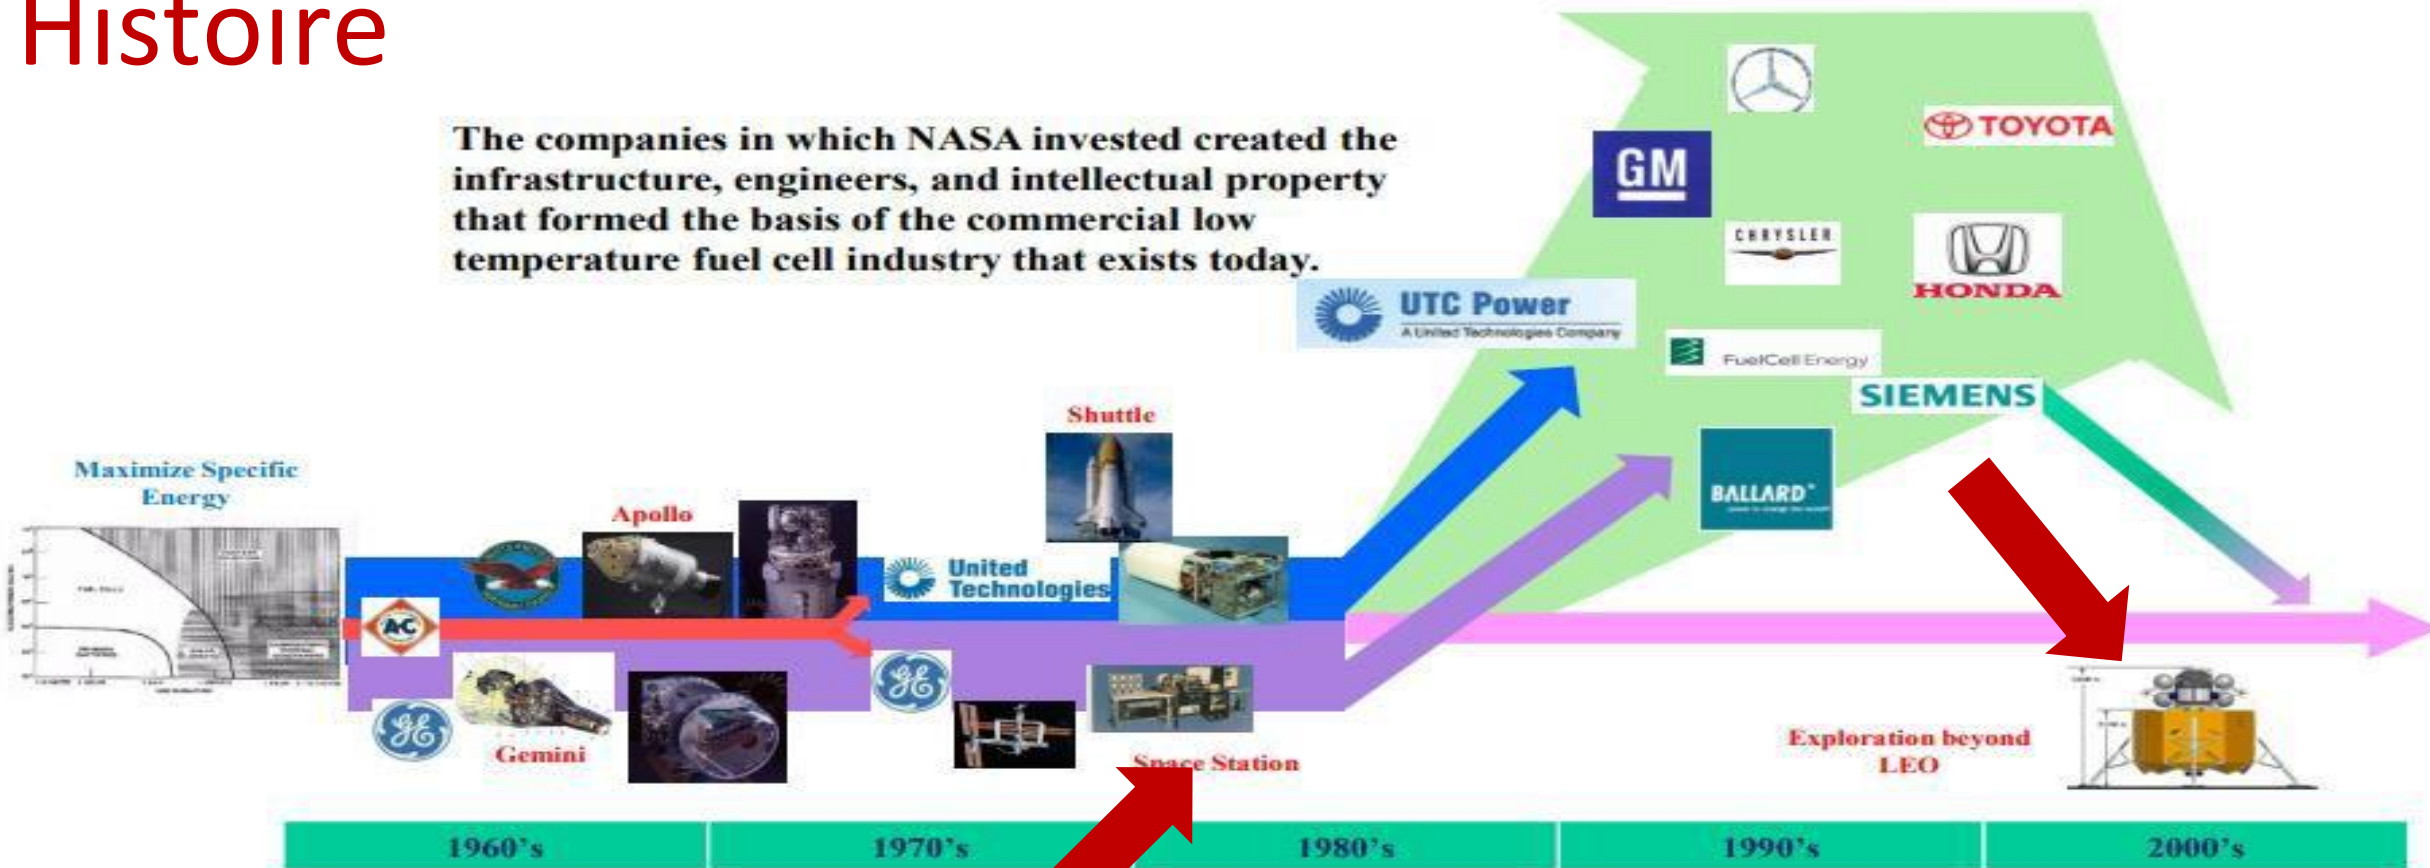 Histoire
The companies in which NASA invested created the
infrastructure, engineers, and intellectual property
that formed the basis of the commercial low
temperature fuel cell industry that exists today.
GM
TOYOTA
CHRYSLER
HONDA
UTC Power
A United Technologies Company
FuelCell Energy
SIEMENS
BALLARD
Shuttle
Maximize Specific
Energy
Apollo
AC
United
Technologies
GE
GE
Gemini
Space Station
Exploration beyond
LEO
1960's
1970's
1980's
1990's
2000's